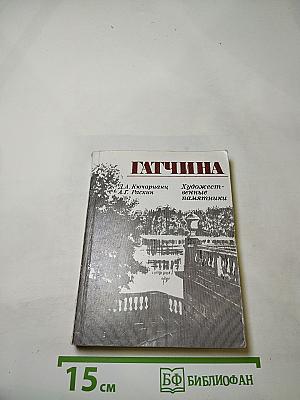 ГАТЧИНА
Д.А. Кючарианц
А.Г. Раскин
Художест-
венные
памятники
15 см
БФ БИБЛИОФАН